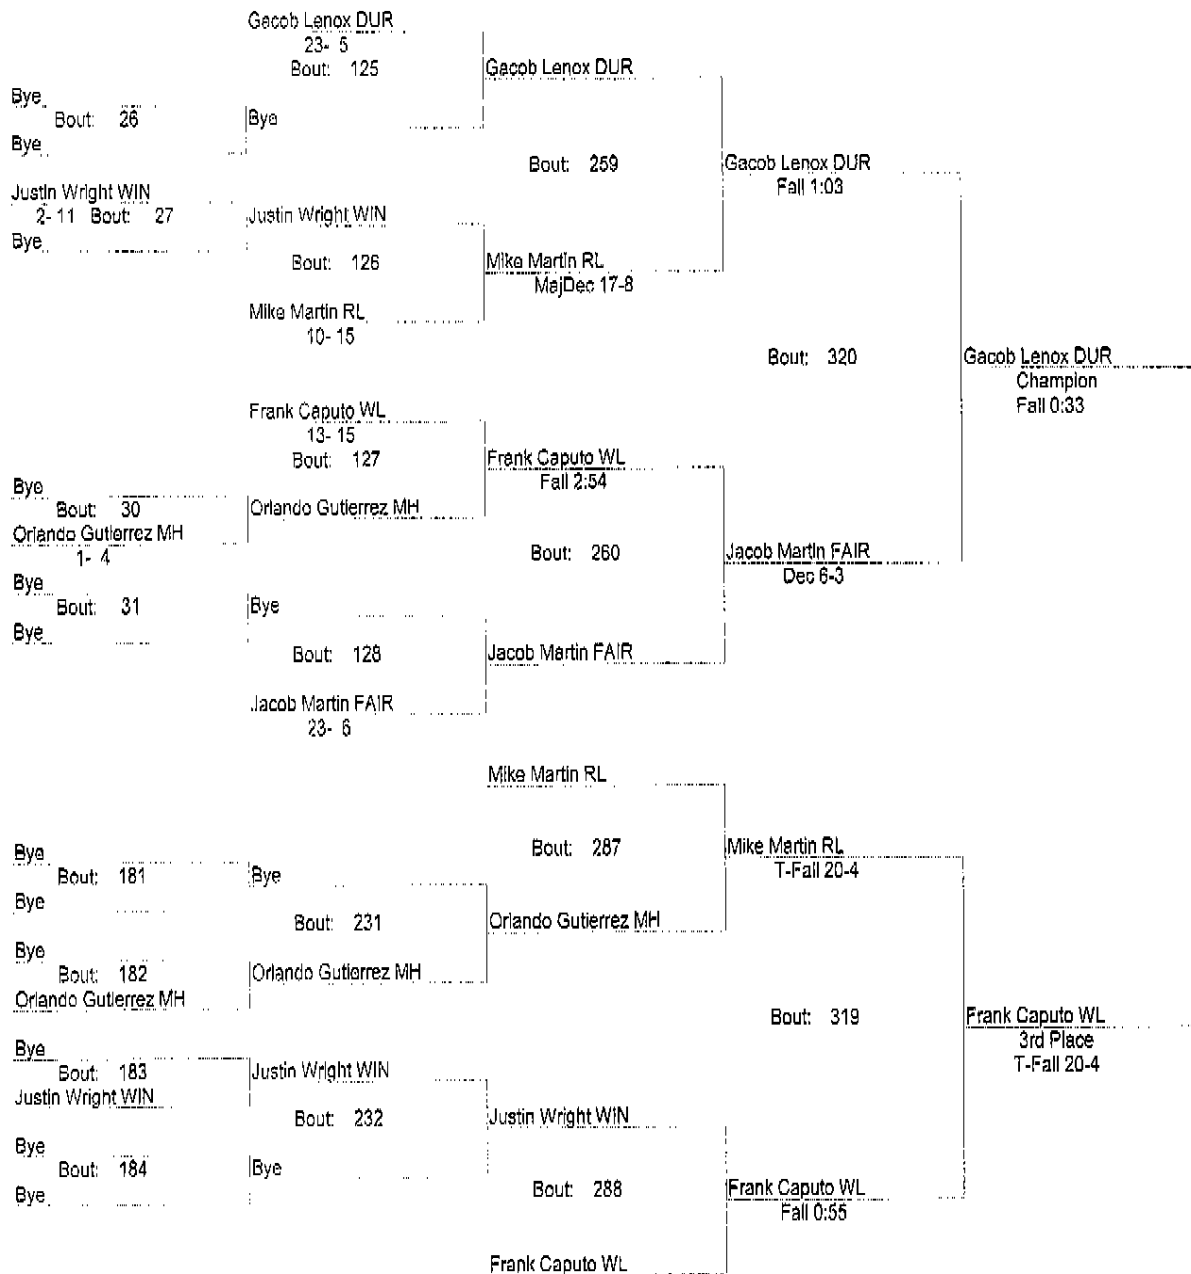 Gacob Lenox DUR
23- 5
Bout: 125
Gacob Lenox DUR
Bye
Bout: 26
Bye
Bye
Bout: 259
Gacob Lenox DUR
Fall 1:03
Justin Wright WIN
2- 11 Bout: 27
Bye
Justin Wright WIN
Bout: 126
Mike Martin RL
MajDec 17-8
Mike Martin RL
10- 15
Bout: 320
Gacob Lenox DUR
Champion
Fall 0:33
Frank Caputo WL
13- 15
Bout: 127
Frank Caputo WL
Fall 2:54
Bye
Bout: 30
Orlando Gutierrez MH
1- 4
Orlando Gutierrez MH
Bout: 260
Jacob Martin FAIR
Dec 6-3
Bye
Bout: 31
Bye
Bye
Bout: 128
Jacob Martin FAIR
Jacob Martin FAIR
23- 6
Mike Martin RL
Bout: 287
Mike Martin RL
T-Fall 20-4
Bye
Bout: 181
Bye
Bye
Bout: 231
Orlando Gutierrez MH
Bye
Bout: 182
Orlando Gutierrez MH
Orlando Gutierrez MH
Bout: 319
Frank Caputo WL
3rd Place
T-Fall 20-4
Bye
Bout: 183
Justin Wright WIN
Justin Wright WIN
Bout: 232
Justin Wright WIN
Bye
Bout: 184
Bye
Bye
Bout: 288
Frank Caputo WL
Fall 0:55
Frank Caputo WL